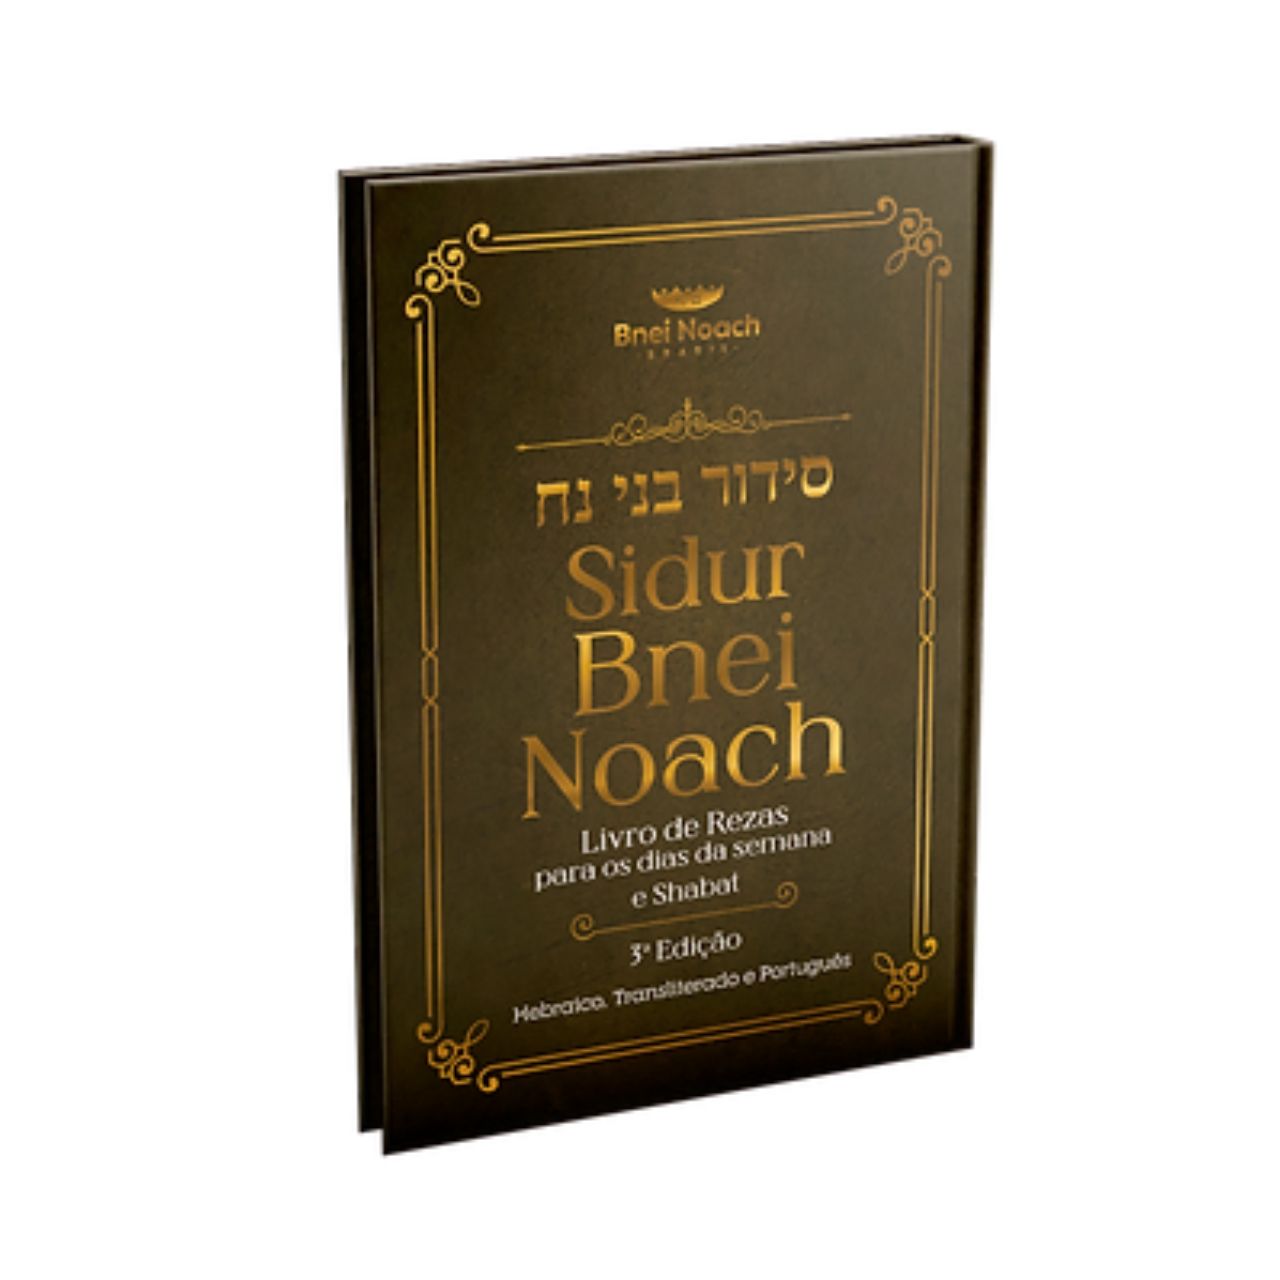 Bnei Noach
סידור בני נח
Sidur
Bnei
Noach
Livro de Rezas
para os dias da semana
e Shabat
3ª Edição
Hebraico, Transliterado e Português